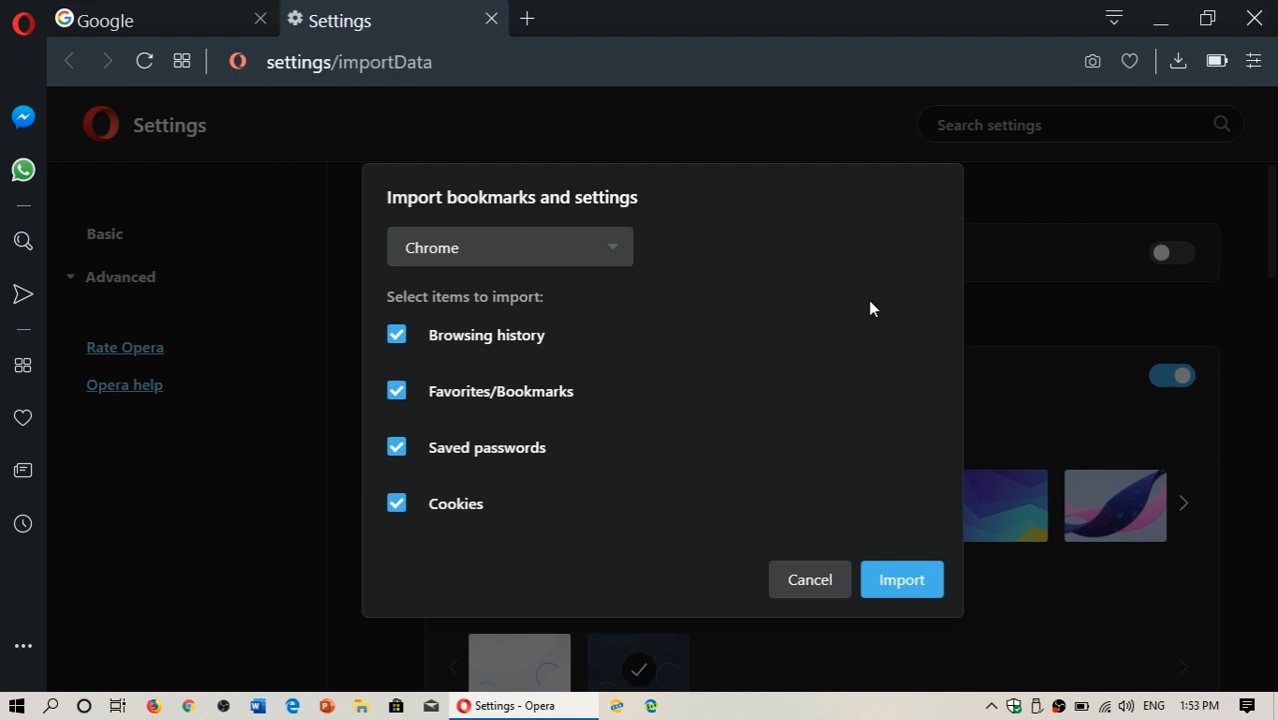 Google
Settings
settings/importData
Settings
Search settings
Basic
Advanced
Rate Opera
Opera help
Import bookmarks and settings
Chrome
Select items to import:
Browsing history
Favorites/Bookmarks
Saved passwords
Cookies
Cancel
Import
Settings - Opera
ENG
1:53 PM